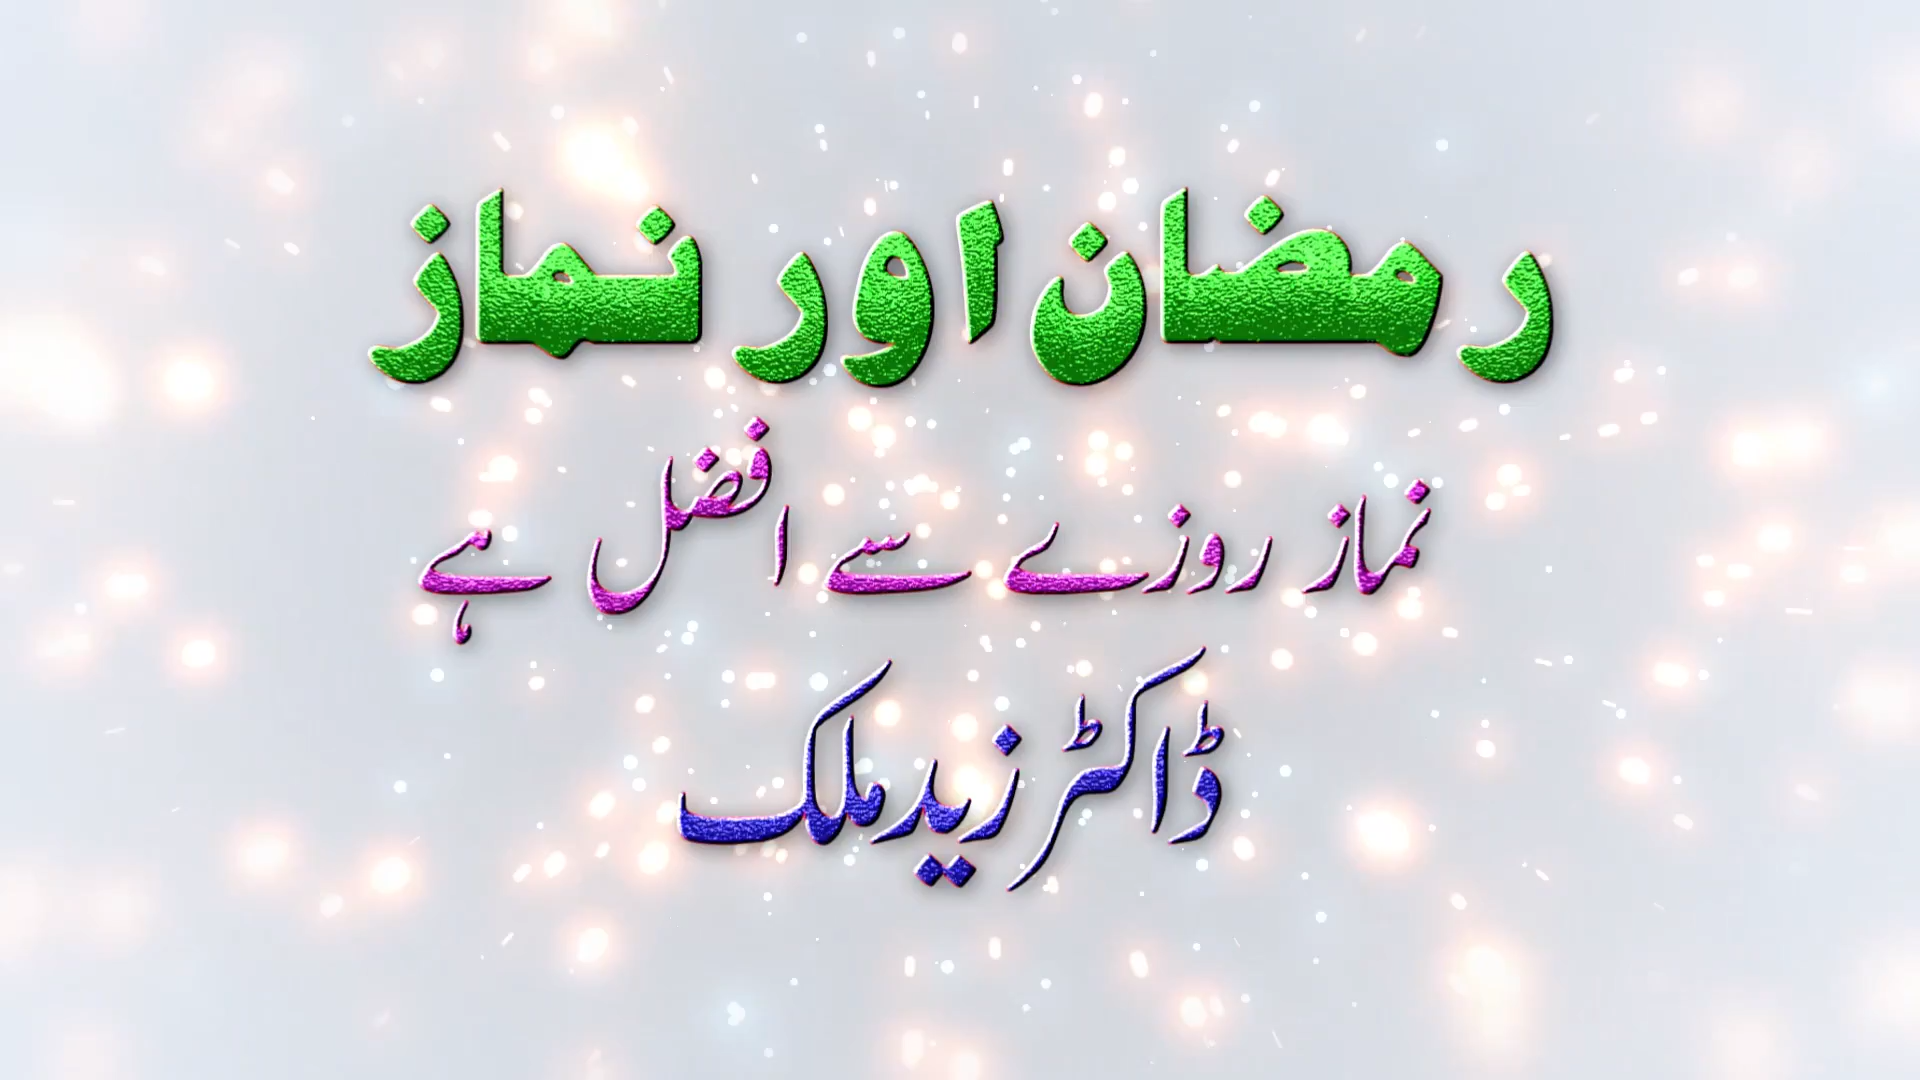 رمضان اور نماز
نماز روزے سے افضل ہے
ڈاکٹر زید ملک